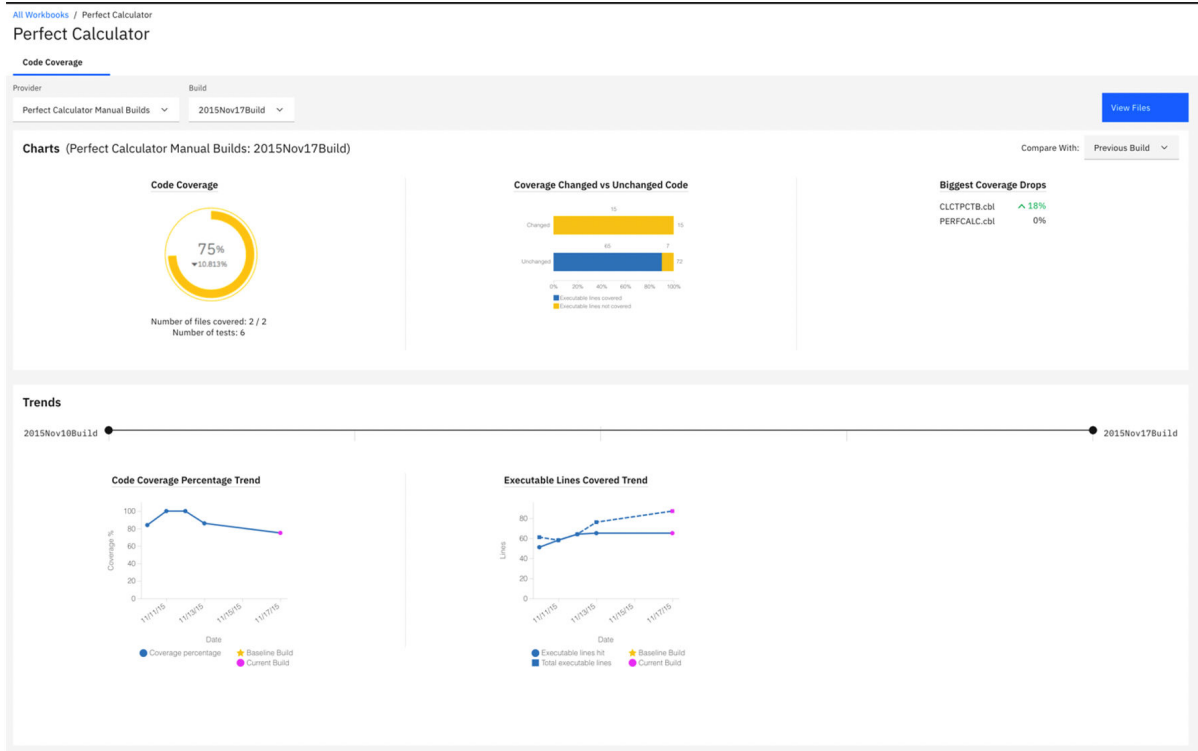 All Workbooks / Perfect Calculator
Perfect Calculator
Code Coverage
Provider Build
Perfect Calculator Manual Builds 2015Nov17Build View Files
Charts (Perfect Calculator Manual Builds: 2015Nov17Build) Compare With: Previous Build
Code Coverage
75%
▼10.813%
Number of files covered: 2 / 2
Number of tests: 6
Coverage Changed vs Unchanged Code
15
Changed 15
65 7
Unchanged 72
0% 20% 40% 60% 80% 100%
Executable lines covered
Executable lines not covered
Biggest Coverage Drops
CLCTPCTB.cbl 18%
PERFCALC.cbl 0%
Trends
2015Nov10Build 2015Nov17Build
Code Coverage Percentage Trend
Coverage %
100
80
60
40
20
0
11/11/15 11/13/15 11/15/15 11/17/15
Date
Coverage percentage Baseline Build
Current Build
Executable Lines Covered Trend
Lines
80
60
40
20
0
11/11/15 11/13/15 11/15/15 11/17/15
Date
Executable lines hit Baseline Build
Total executable lines Current Build